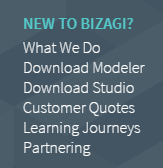 NEW TO BIZAGI?
What We Do
Download Modeler
Download Studio
Customer Quotes
Learning Journeys
Partnering